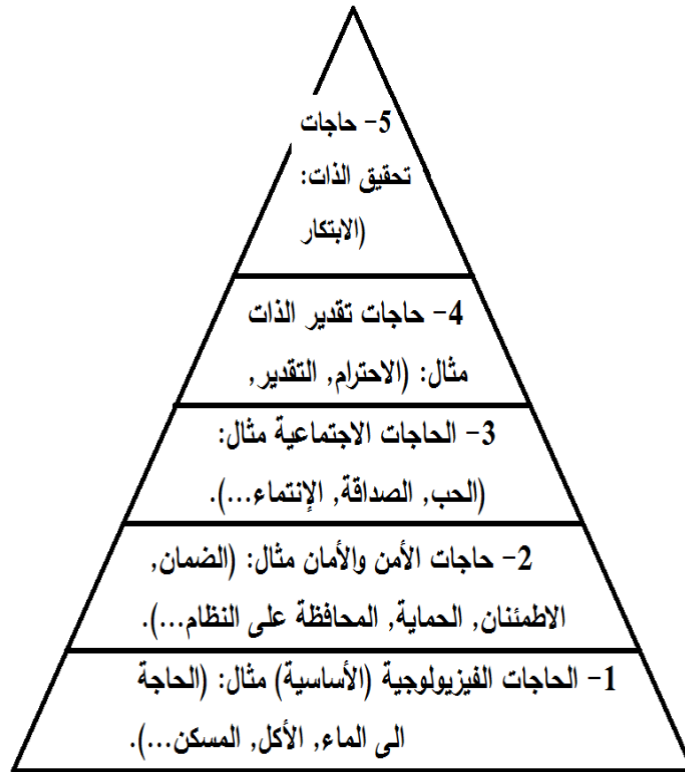 5- حاجات
تحقيق الذات:
(الابتكار
4- حاجات تقدير الذات
مثال: (الاحترام, التقدير,
3- الحاجات الاجتماعية مثال:
(الحب, الصداقة, الإنتماء...).
2- حاجات الأمن والأمان مثال: (الضمان,
الاطمئنان, الحماية, المحافظة على النظام...).
1- الحاجات الفيزيولوجية (الأساسية) مثال: (الحاجة
الى الماء, الأكل, المسكن...).